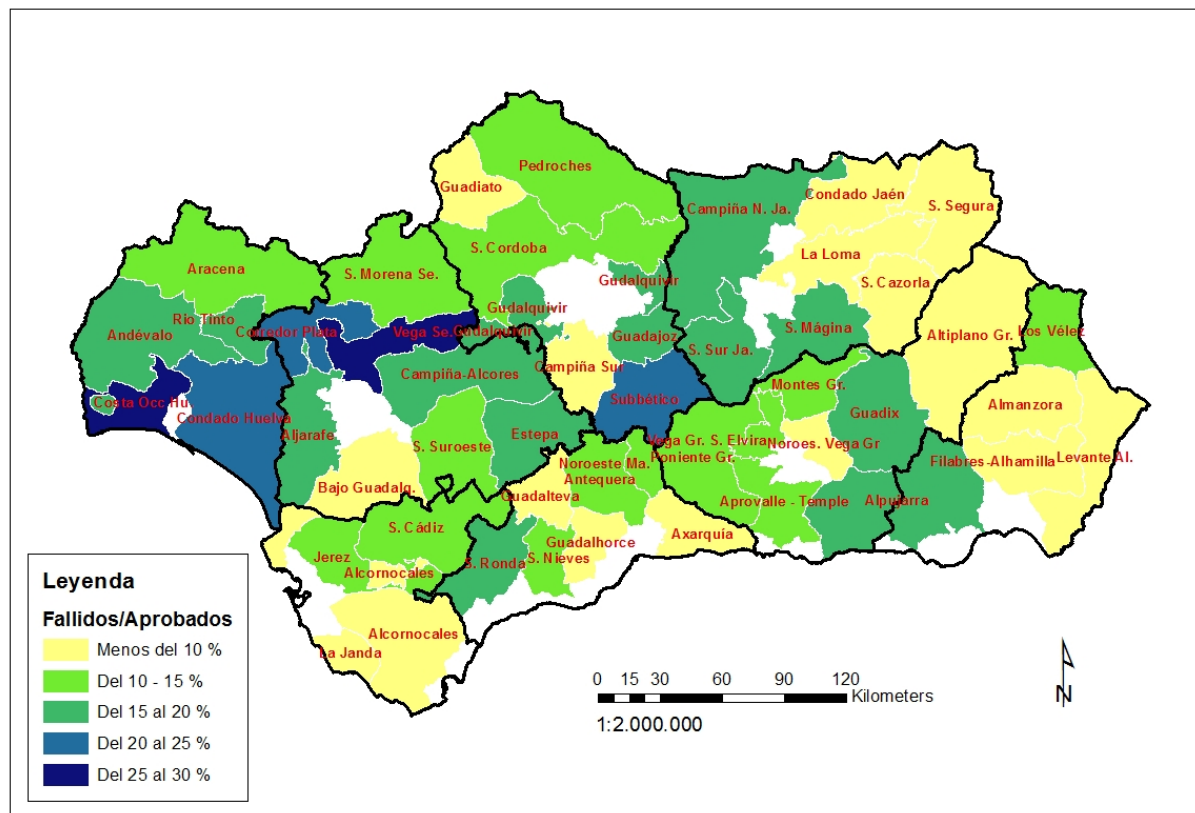 Pedroches
Guadiato
Condado Jaén
Campiña N. Ja.
S. Segura
S. Cordoba
La Loma
Aracena
S. Morena Se.
Gudalquivir
S. Cazorla
Gudalquivir
Rio Tinto
Andévalo
Corredor Plata
Vega Se.
Gudalquivir
Guadajoz
S. Mágina
Altiplano Gr.
Los Vélez
S. Sur Ja.
Campiña Sur
Campiña-Alcores
Montes Gr.
Costa Occ Hu
Condado Huelva
Subbético
Almanzora
Guadix
Aljarafe
Estepa
S. Suroeste
Vega Gr. S. Elvira
Noroes. Vega Gr
Poniente Gr.
Levante Al.
Filabres-Alhamilla
Noroeste Ma.
Antequera
Bajo Guadalq.
Guadalteva
Aprovalle - Temple
Alpujarra
S. Cádiz
Axarquía
Guadalhorce
Jerez
S. Ronda
S. Nieves
Alcornocales
Alcornocales
La Janda
Leyenda
Fallidos/Aprobados
Menos del 10 %
Del 10 - 15 %
Del 15 al 20 %
Del 20 al 25 %
Del 25 al 30 %
0 15 30 60 90 120
Kilometers
1:2.000.000
N